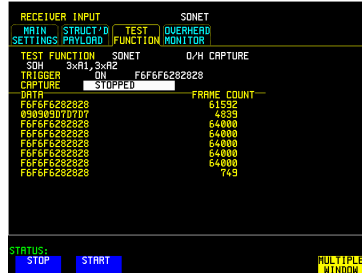 RECEIVER INPUT SONET
MAIN STRUCT'D TEST OVERHEAD
SETTINGS PAYLOAD FUNCTION MONITOR
TEST FUNCTION SONET O/H CAPTURE
SOH 3xA1,3xA2
TRIGGER ON F6F6F6282828
CAPTURE STOPPED
DATA FRAME COUNT
F6F6F6282828 61592
090909D7D7D7 4839
F6F6F6282828 64000
F6F6F6282828 64000
F6F6F6282828 64000
F6F6F6282828 64000
F6F6F6282828 64000
F6F6F6282828 749
STATUS:
STOP START MULTIPLE
WINDOW